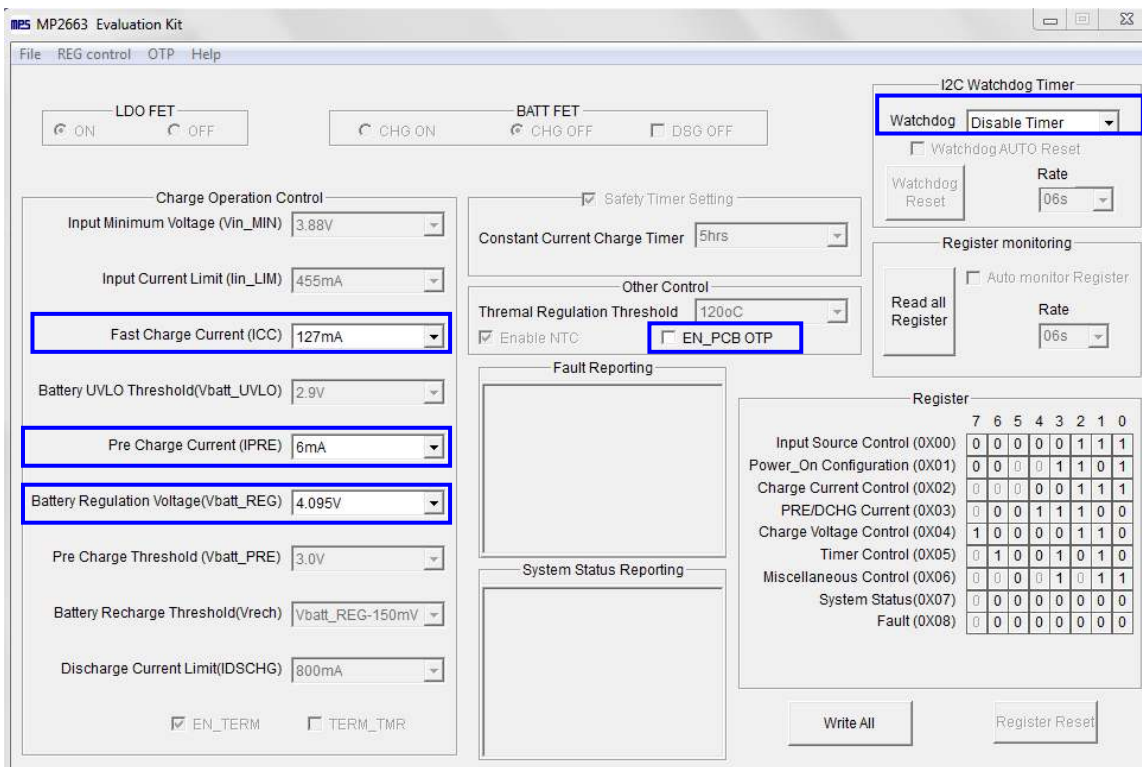 mps MP2663 Evaluation Kit
File REG control OTP Help
LDO FET
ON OFF
BATT FET
CHG ON CHG OFF DSG OFF
I2C Watchdog Timer
Watchdog Disable Timer
Watchdog AUTO Reset
Watchdog Reset
Rate
06s
Charge Operation Control
Input Minimum Voltage (Vin_MIN) 3.88V
Input Current Limit (Iin_LIM) 455mA
Fast Charge Current (ICC) 127mA
Battery UVLO Threshold(Vbatt_UVLO) 2.9V
Pre Charge Current (IPRE) 6mA
Battery Regulation Voltage(Vbatt_REG) 4.095V
Pre Charge Threshold (Vbatt_PRE) 3.0V
Battery Recharge Threshold(Vrech) Vbatt_REG-150mV
Discharge Current Limit(IDSCHG) 800mA
EN_TERM TERM_TMR
Safety Timer Setting
Constant Current Charge Timer 5hrs
Other Control
Thremal Regulation Threshold 120oC
Enable NTC EN_PCB OTP
Fault Reporting
System Status Reporting
Register monitoring
Auto monitor Register
Read all
Register
Rate
06s
Register
7 6 5 4 3 2 1 0
Input Source Control (0X00) 0 0 0 0 0 1 1 1
Power_On Configuration (0X01) 0 0 0 0 1 1 0 1
Charge Current Control (0X02) 0 0 0 0 0 1 1 1
PRE/DCHG Current (0X03) 0 0 0 1 1 1 0 0
Charge Voltage Control (0X04) 1 0 0 0 0 1 1 1
Timer Control (0X05) 0 1 0 0 1 0 1 0
Miscellaneous Control (0X06) 0 0 0 0 1 0 1 1
System Status(0X07) 0 0 0 0 0 0 0 0
Fault (0X08) 0 0 0 0 0 0 0 0
Write All
Register Reset